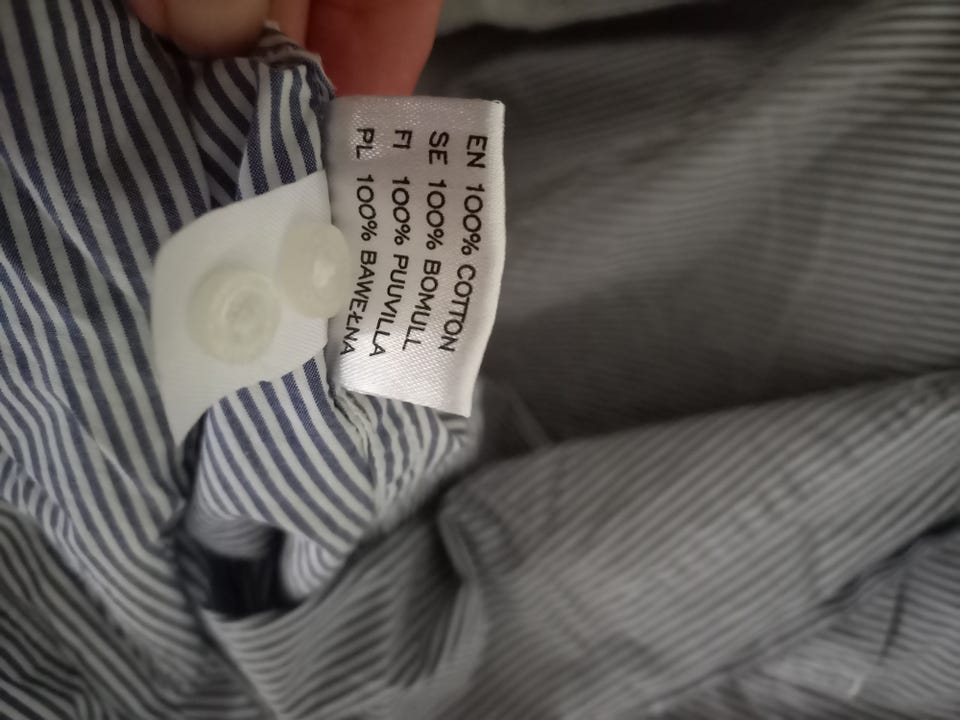 EN 100% COTTON
SE 100% BOMULL
FI 100% PUUVILLA
PL 100% BAWEŁNA